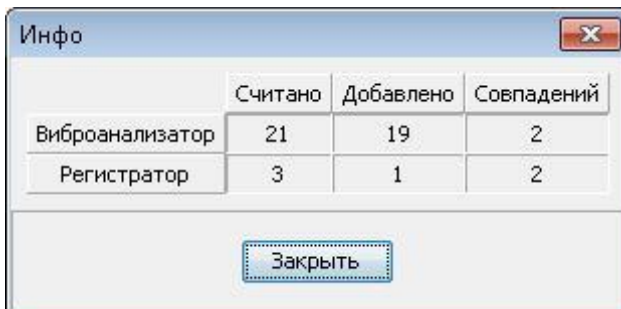 Инфо
Считано Добавлено Совпадений
Виброанализатор 21 19 2
Регистратор 3 1 2
Закрыть